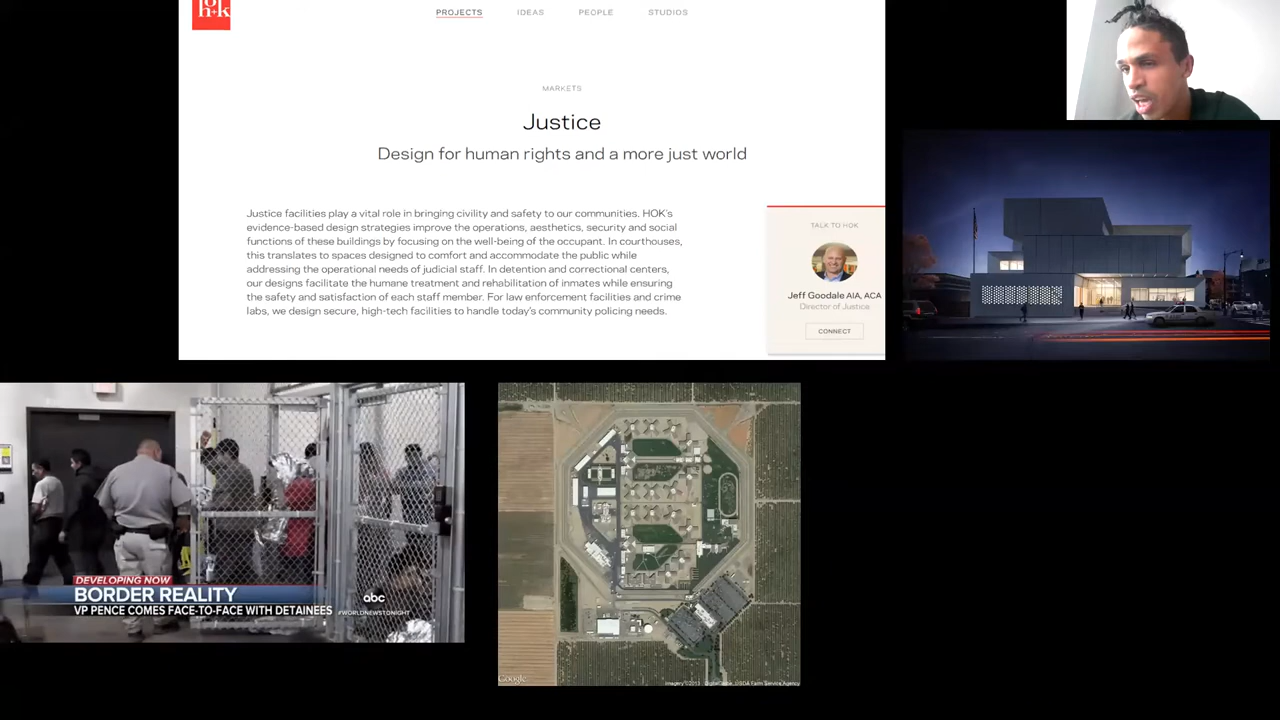 h+k
PROJECTS
IDEAS
PEOPLE
STUDIOS
MARKETS
Justice
Design for human rights and a more just world
Justice facilities play a vital role in bringing civility and safety to our communities. HOK's
evidence-based design strategies improve the operations, aesthetics, security and social
functions of these buildings by focusing on the well-being of the occupant. In courthouses,
this translates to spaces designed to comfort and accommodate the public while
addressing the operational needs of judicial staff. In detention and correctional centers,
our designs facilitate the humane treatment and rehabilitation of inmates while ensuring
the safety and satisfaction of each staff member. For law enforcement facilities and crime
labs, we design secure, high-tech facilities to handle today's community policing needs.
TALK TO HOK
Jeff Goodale AIA, ACA
Director of Justice
CONNECT
DEVELOPING NOW
BORDER REALITY
VP PENCE COMES FACE-TO-FACE WITH DETAINEES
abc
#WORLDNEWSTONIGHT
Google
Imagery ©2013, DigitalGlobe, USDA Farm Service Agency